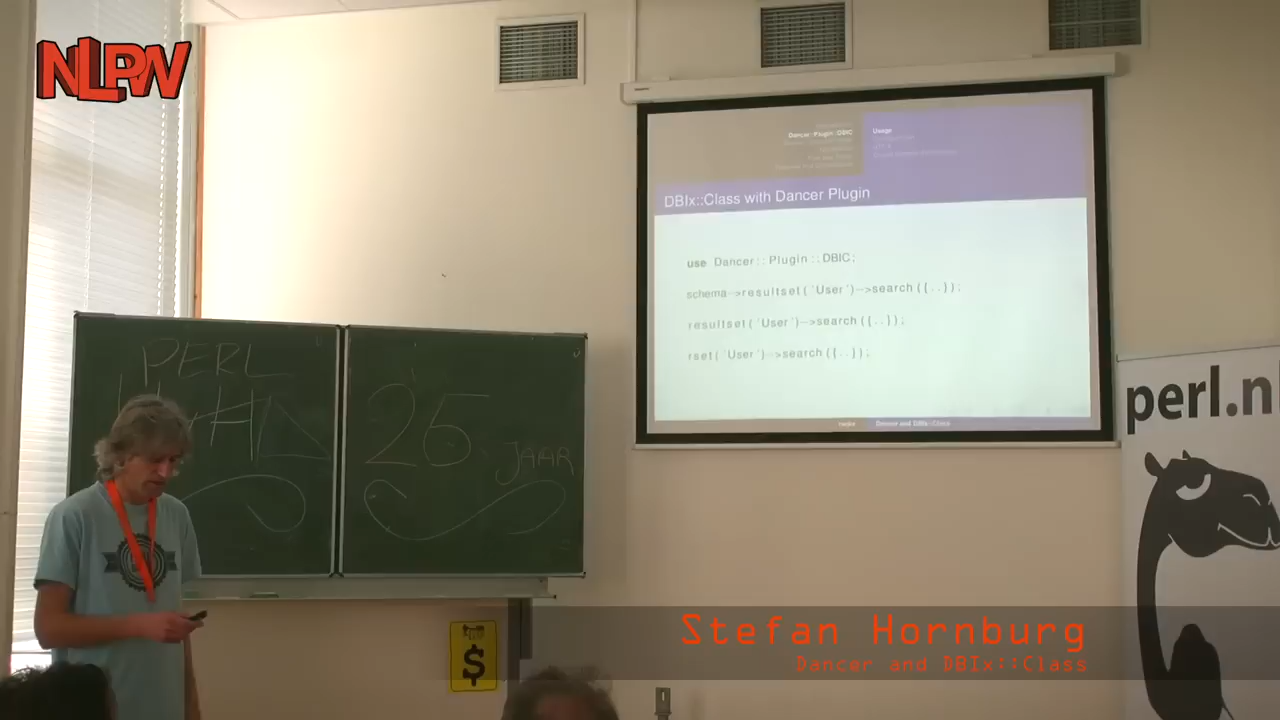 NLPW
Dancer::Plugin::DBIC
Usage
DBIx::Class with Dancer Plugin
use Dancer::Plugin::DBIC;
schema->resultset('User')->search({..});
resultset('User')->search({..});
rset('User')->search({..});
Dancer and DBIx::Class
PERL
25 JAAR
perl.n
$
Stefan Hornburg
Dancer and DBIx::Class